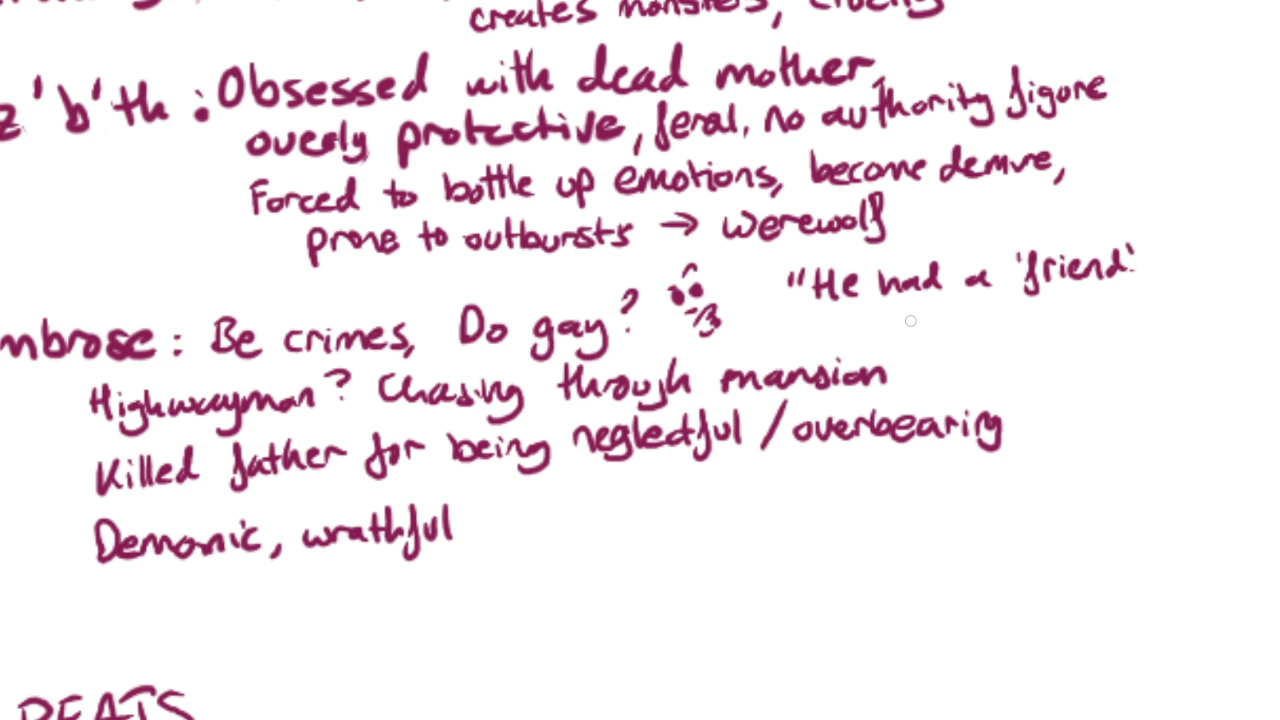 creates monsters,
z'b'th : Obsessed with dead mother,
overly protective, feral, no authority figure
Forced to bottle up emotions, become demure,
prone to outbursts → werewolf
"He had a 'friend'."
mbrose: Be crimes, Do gay?
Highwayman? Chasing through mansion
Killed father for being neglectful / overbearing
Demonic, wrathful
BEATS